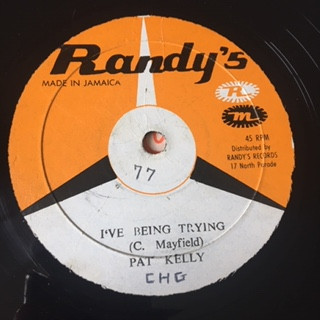 Randy's
MADE IN JAMAICA
R
M
45 RPM
Distributed by
RANDY'S RECORDS
17 North Parade
77
I'VE BEING TRYING
(C. Mayfield)
PAT KELLY
CHG